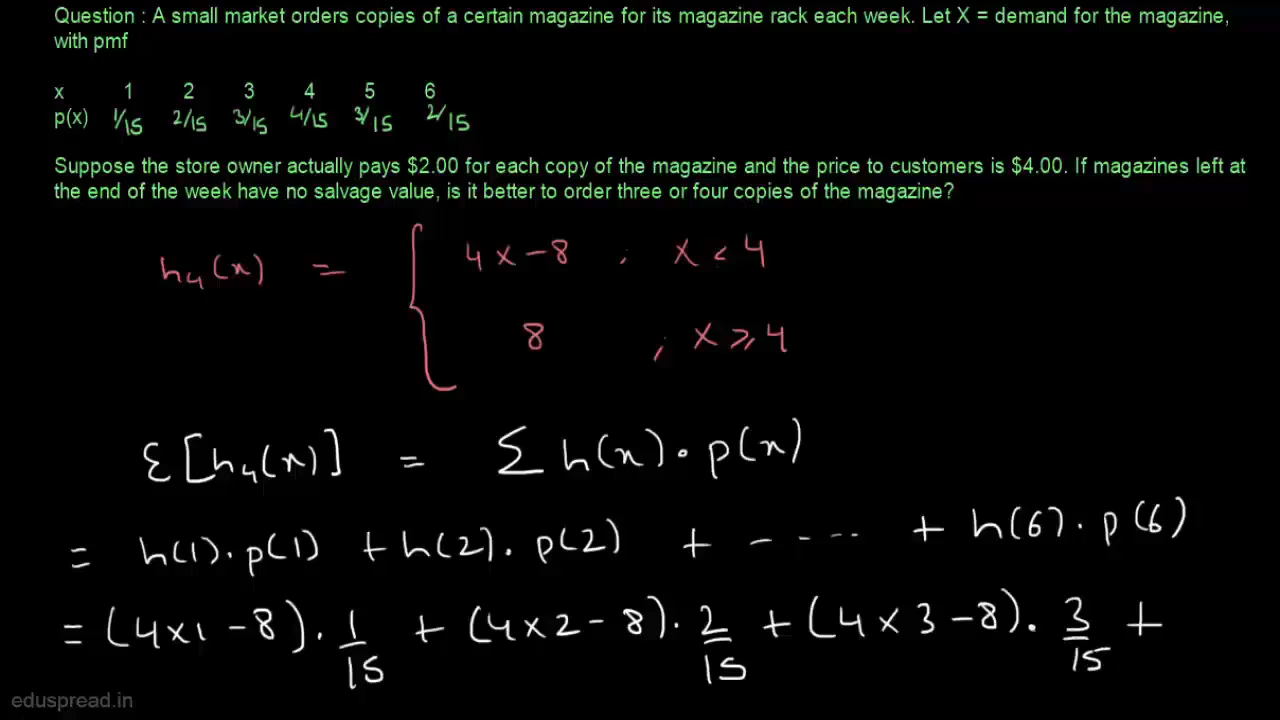 Question : A small market orders copies of a certain magazine for its magazine rack each week. Let X = demand for the magazine,
with pmf
x 1 2 3 4 5 6
p(x) 1/15 2/15 3/15 4/15 3/15 2/15
Suppose the store owner actually pays $2.00 for each copy of the magazine and the price to customers is $4.00. If magazines left at
the end of the week have no salvage value, is it better to order three or four copies of the magazine?
h₄(x) = { 4x-8 ; x < 4
8 ; x ⩾ 4
Ɛ[h₄(x)] = Σ h(x) · p(x)
= h(1)·p(1) + h(2)·p(2) + ----- + h(6)·p(6)
= (4×1-8)·1/15 + (4×2-8)·2/15 + (4×3-8)·3/15 +
eduspread.in